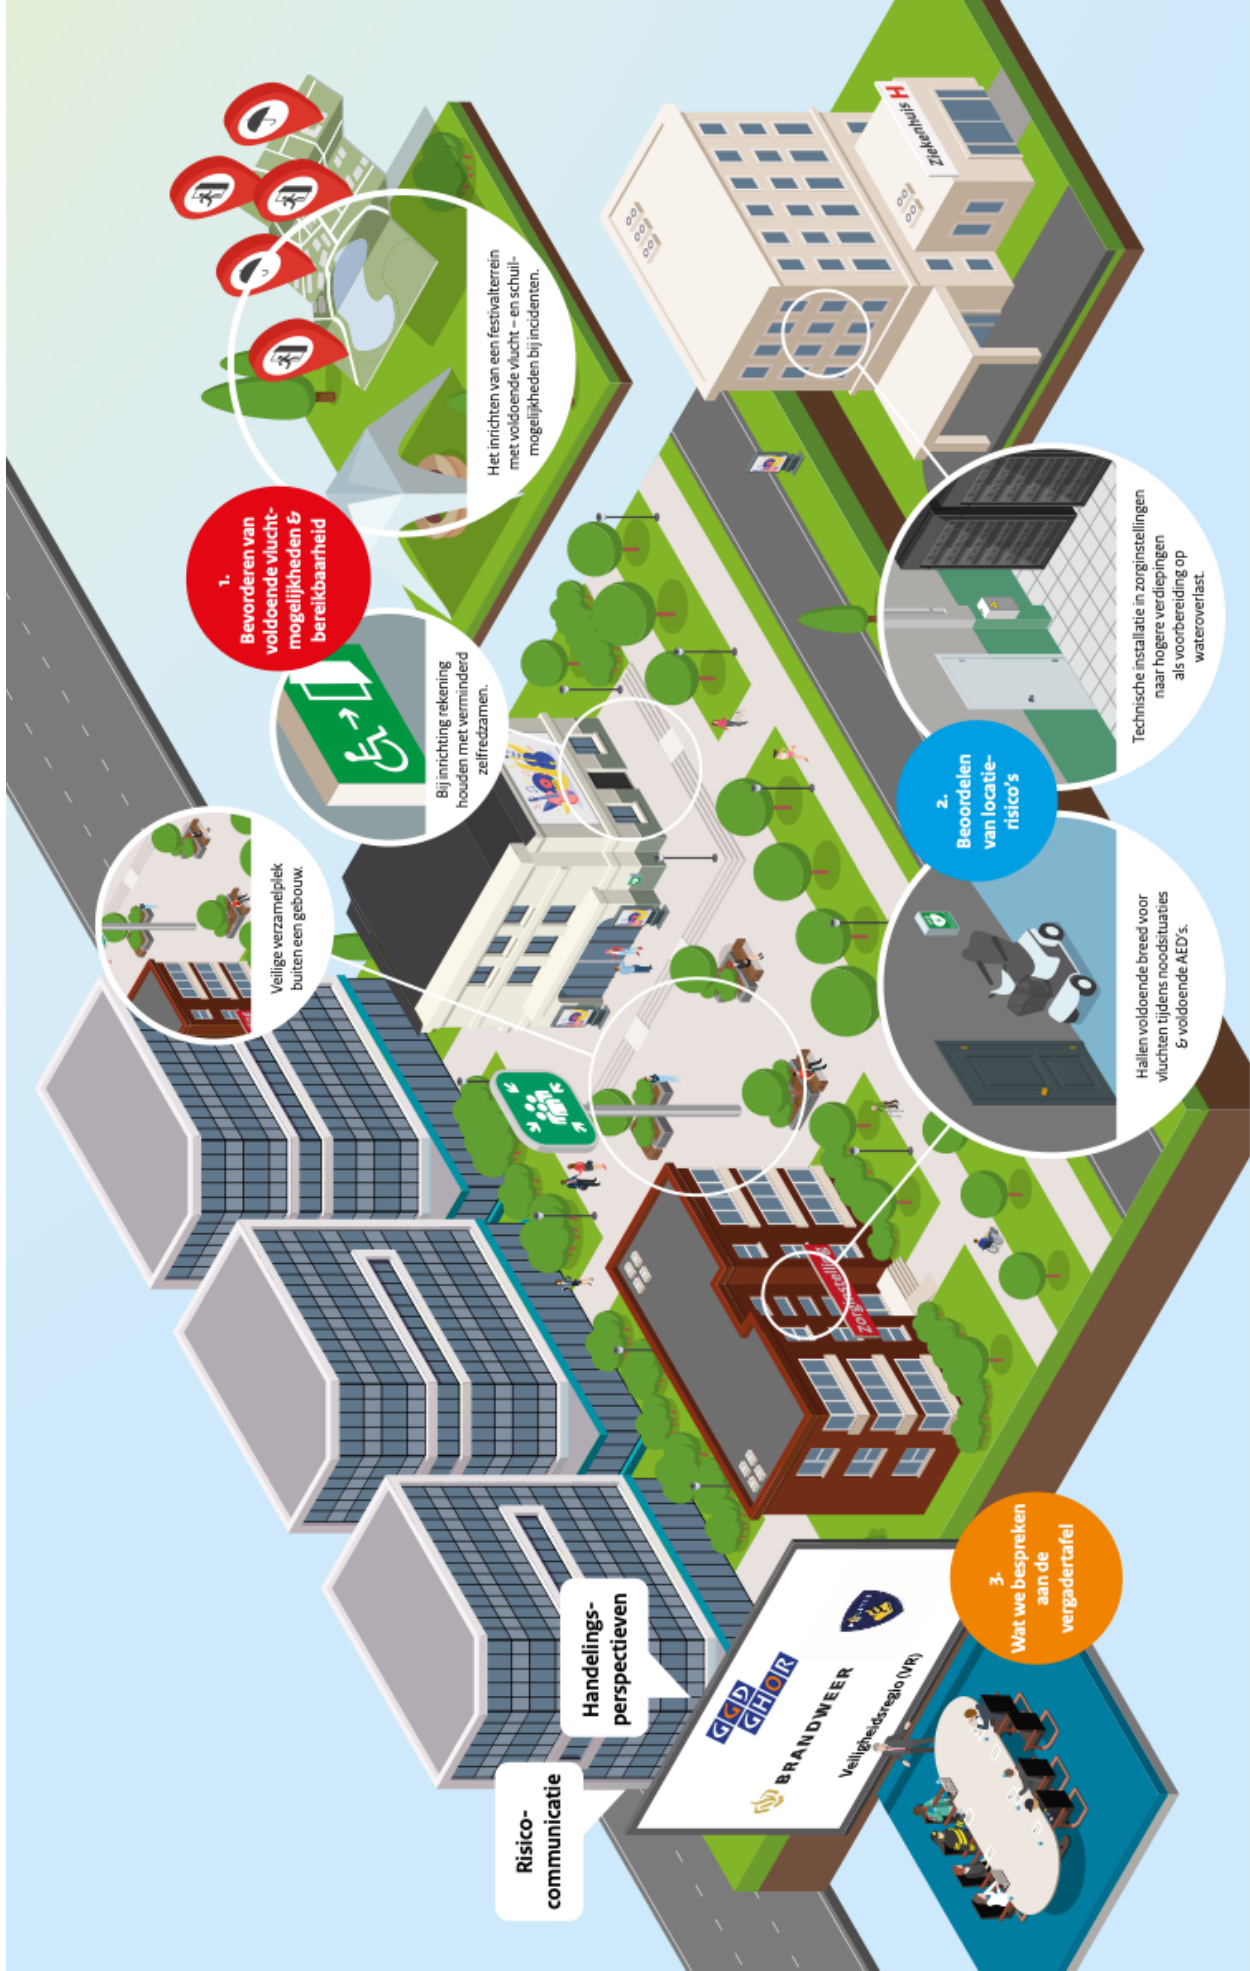 Risico-
communicatie
Handelings-
perspectieven
GGD
GHOR
BRANDWEER
Veiligheidsregio (VR)
3.
Wat we bespreken
aan de
vergadertafel
Veilige verzamelplek
buiten een gebouw.
Bij inrichting rekening
houden met verminderd
zelfredzamen.
1.
Bevorderen van
voldoende vlucht-
mogelijkheden &
bereikbaarheid
Het inrichten van een festivalterrein
met voldoende vlucht – en schuil-
mogelijkheden bij incidenten.
Zorginstelling
Hallen voldoende breed voor
vluchten tijdens noodsituaties
& voldoende AED's.
2.
Beoordelen
van locatie-
risico's
Technische installatie in zorginstellingen
naar hogere verdiepingen
als voorbereiding op
wateroverlast.
Ziekenhuis H